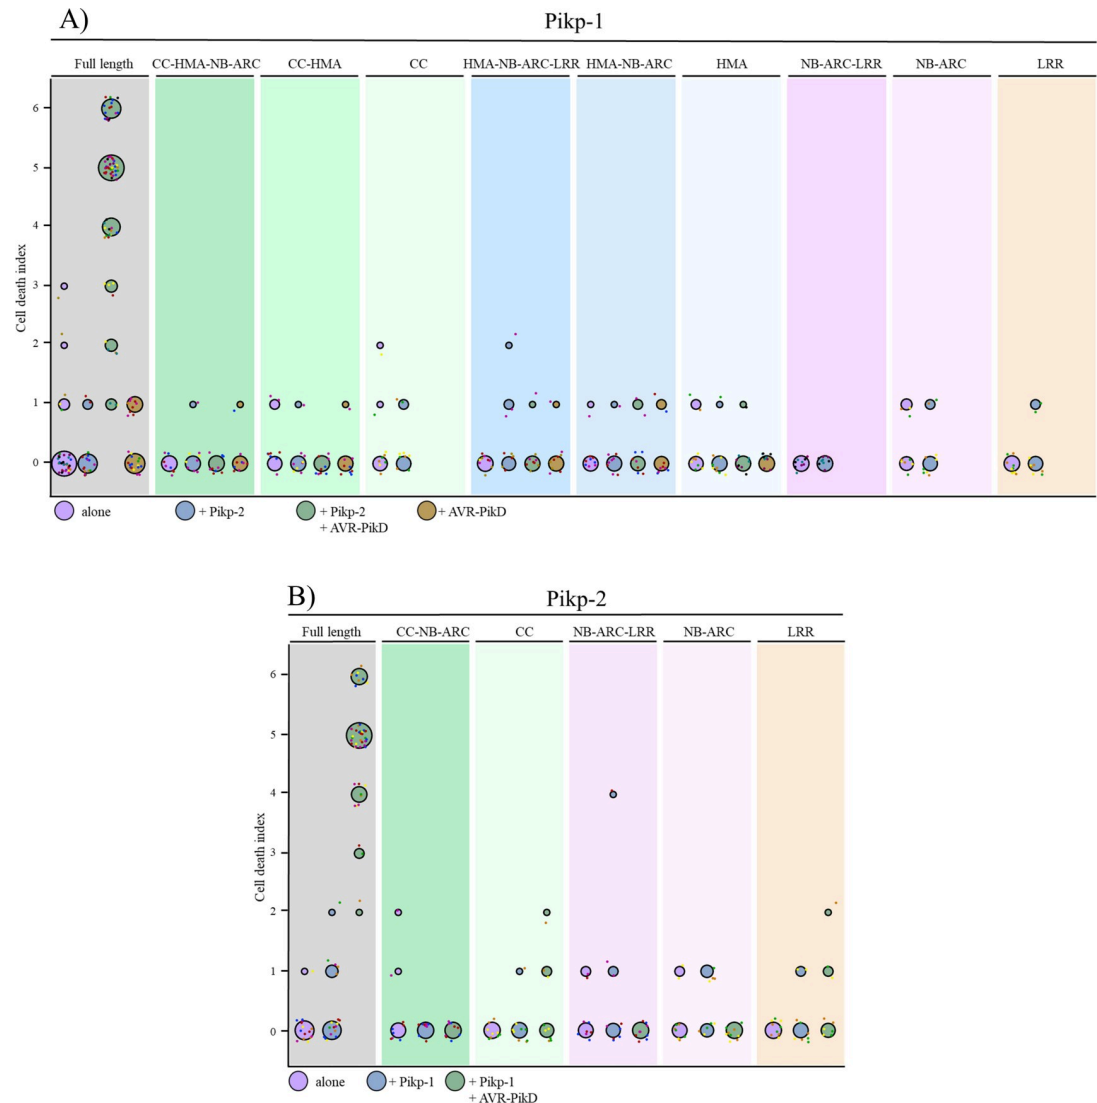 A)
Pikp-1
Full length CC-HMA-NB-ARC CC-HMA CC HMA-NB-ARC-LRR HMA-NB-ARC HMA NB-ARC-LRR NB-ARC LRR
Cell death index
6
5
4
3
2
1
0
alone + Pikp-2 + Pikp-2 + AVR-PikD
+ AVR-PikD
B)
Pikp-2
Full length CC-NB-ARC CC NB-ARC-LRR NB-ARC LRR
Cell death index
6
5
4
3
2
1
0
alone + Pikp-1 + Pikp-1
+ AVR-PikD